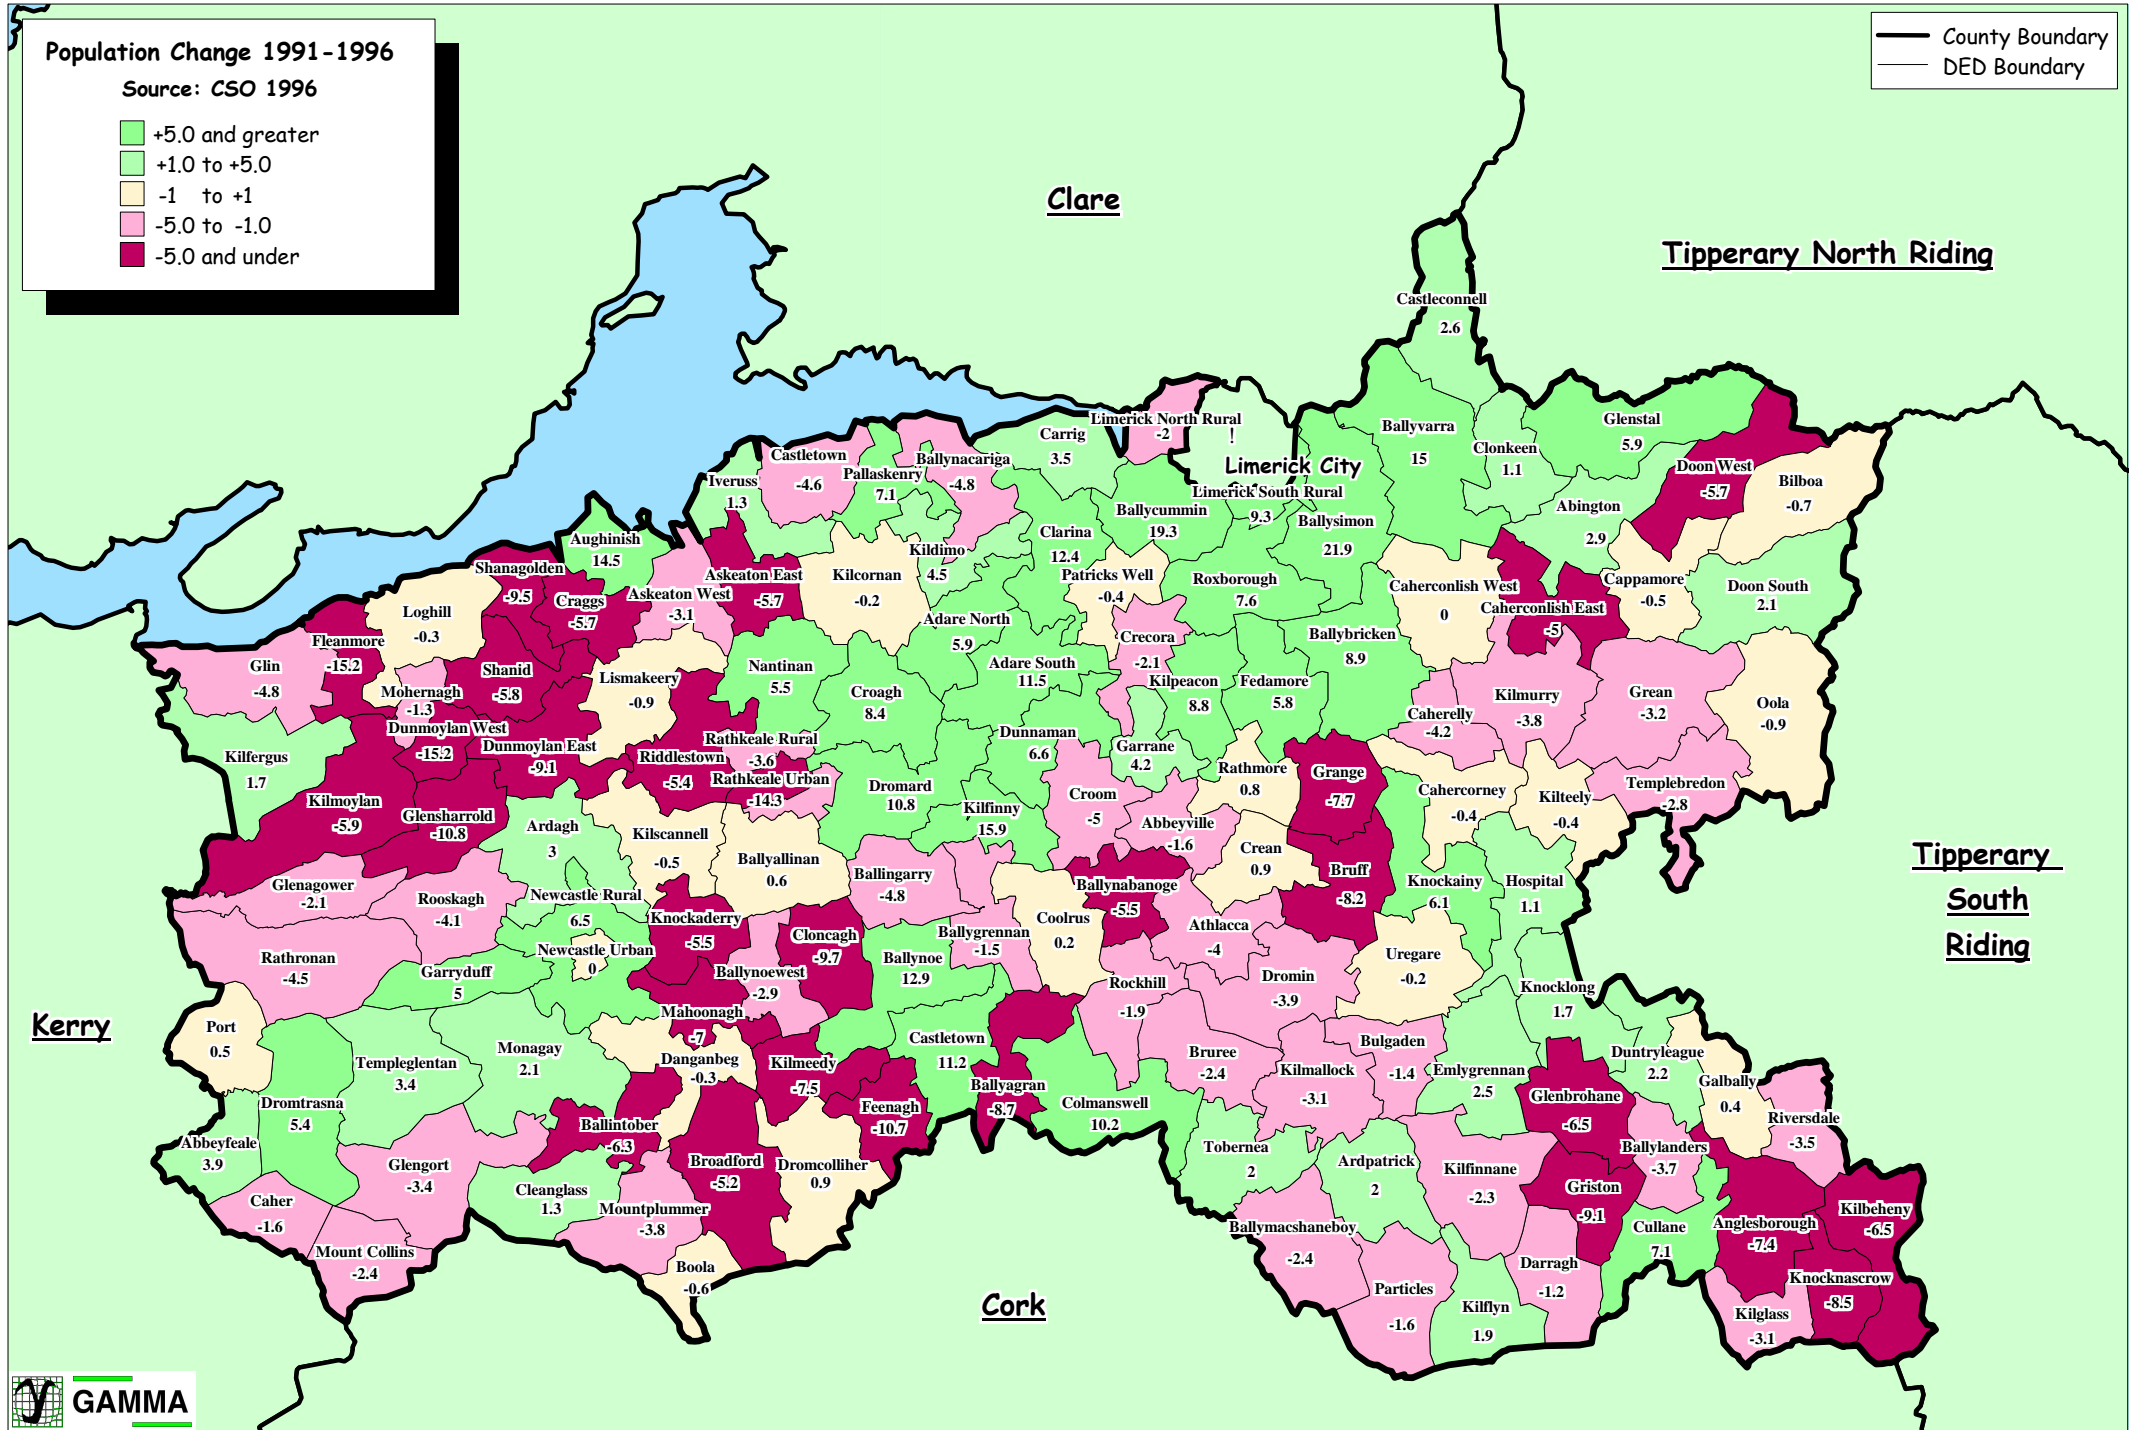 Population Change 1991-1996
Source: CSO 1996
+5.0 and greater
+1.0 to +5.0
-1 to +1
-5.0 to -1.0
-5.0 and under
County Boundary
DED Boundary
Clare
Tipperary North Riding
Castleconnell
2.6
Limerick North Rural
-2
!
Limerick City
Carrig
3.5
Ballyvarra
15
Clonkeen
1.1
Glenstal
5.9
Doon West
-5.7
Bilboa
-0.7
Castletown
-4.6
Pallaskenry
7.1
Ballynacariga
-4.8
Iveruss
1.3
Limerick South Rural
9.3
Ballycummin
19.3
Ballysimon
21.9
Abington
2.9
Aughinish
14.5
Clarina
12.4
Kildimo
4.5
Shanagolden
-9.5
Craggs
-5.7
Askeaton West
-3.1
Askeaton East
-5.7
Kilcornan
-0.2
Patricks Well
-0.4
Roxborough
7.6
Caherconlish West
0
Caherconlish East
-5
Cappamore
-0.5
Doon South
2.1
Loghill
-0.3
Fleanmore
-15.2
Adare North
5.9
Crecora
-2.1
Ballybricken
8.9
Glin
-4.8
Mohernagh
-1.3
Shanid
-5.8
Lismakeery
-0.9
Nantinan
5.5
Croagh
8.4
Adare South
11.5
Kilpeacon
8.8
Fedamore
5.8
Caherelly
-4.2
Kilmurry
-3.8
Grean
-3.2
Oola
-0.9
Kilfergus
1.7
Dunmoylan West
-15.2
Dunmoylan East
-9.1
Riddlestown
-5.4
Rathkeale Rural
-3.6
Rathkeale Urban
-14.3
Dunnaman
6.6
Garrane
4.2
Rathmore
0.8
Grange
-7.7
Cahercorney
-0.4
Kilteely
-0.4
Templebredon
-2.8
Kilmoylan
-5.9
Glensharrold
-10.8
Ardagh
3
Kilscannell
-0.5
Dromard
10.8
Kilfinny
15.9
Croom
-5
Abbeyville
-1.6
Crean
0.9
Bruff
-8.2
Knockainy
6.1
Hospital
1.1
Tipperary
South
Riding
Glenagower
-2.1
Rooskagh
-4.1
Newcastle Rural
6.5
Ballyallinan
0.6
Ballingarry
-4.8
Ballynabanoge
-5.5
Knockaderry
-5.5
Cloncagh
-9.7
Ballygrennan
-1.5
Coolrus
0.2
Athlacca
-4
Uregare
-0.2
Rathronan
-4.5
Garryduff
5
Newcastle Urban
0
Ballynoewest
-2.9
Ballynoe
12.9
Rockhill
-1.9
Dromin
-3.9
Knocklong
1.7
Kerry
Port
0.5
Templeglentan
3.4
Monagay
2.1
Mahoonagh
-7
Danganbeg
-0.3
Kilmeedy
-7.5
Castletown
11.2
Bruree
-2.4
Bulgaden
-1.4
Kilmallock
-3.1
Emlygrennan
2.5
Duntryleague
2.2
Galbally
0.4
Dromtrasna
5.4
Abbeyfeale
3.9
Ballintober
-6.3
Feenagh
-10.7
Ballyagran
-8.7
Colmanswell
10.2
Glenbrohane
-6.5
Riversdale
-3.5
Glengort
-3.4
Cleanglass
1.3
Broadford
-5.2
Dromcolliher
0.9
Tobernea
2
Ardpatrick
2
Kilfinnane
-2.3
Ballylanders
-3.7
Caher
-1.6
Mount Collins
-2.4
Mountplummer
-3.8
Boola
-0.6
Ballymacshaneboy
-2.4
Griston
-9.1
Cullane
7.1
Anglesborough
-7.4
Kilbeheny
-6.5
Cork
Particles
-1.6
Kilflyn
1.9
Darragh
-1.2
Knocknascrow
-8.5
Kilglass
-3.1
GAMMA